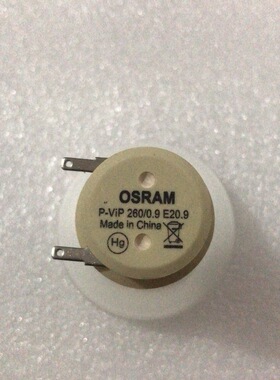 OSRAM
P-ViP 260/0.9 E20.9
Made in China
Hg